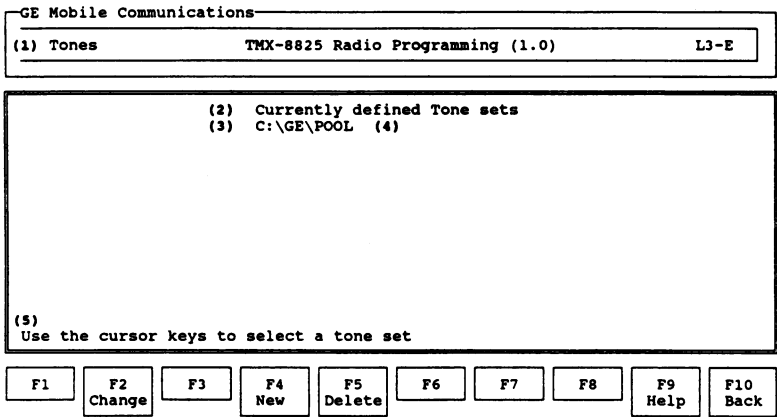 GE Mobile Communications
(1) Tones TMX-8825 Radio Programming (1.0) L3-E
(2) Currently defined Tone sets
(3) C:\GE\POOL (4)
(5)
Use the cursor keys to select a tone set
F1 F2 F3 F4 F5 F6 F7 F8 F9 F10
Change New Delete Help Back